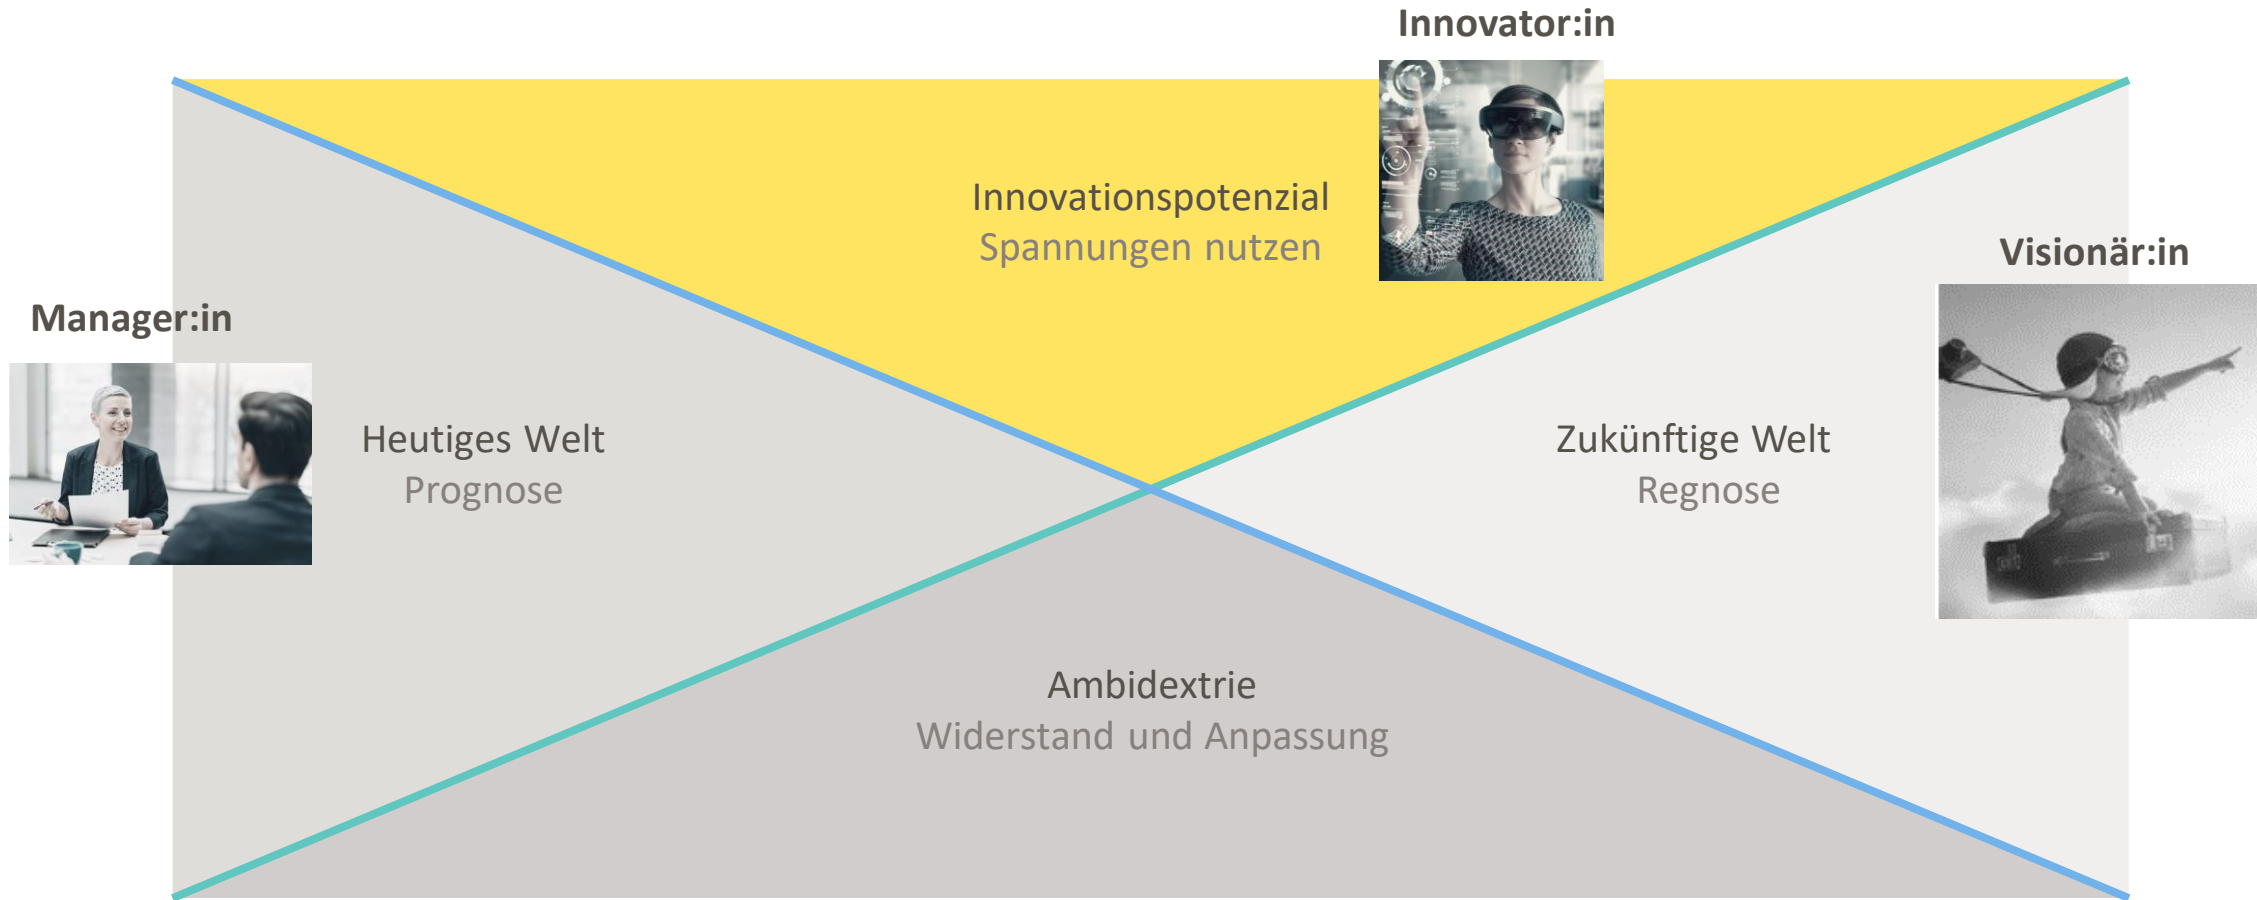 Innovator:in
Innovationspotenzial
Spannungen nutzen
Visionär:in
Manager:in
Heutiges Welt
Prognose
Zukünftige Welt
Regnose
Ambidextrie
Widerstand und Anpassung